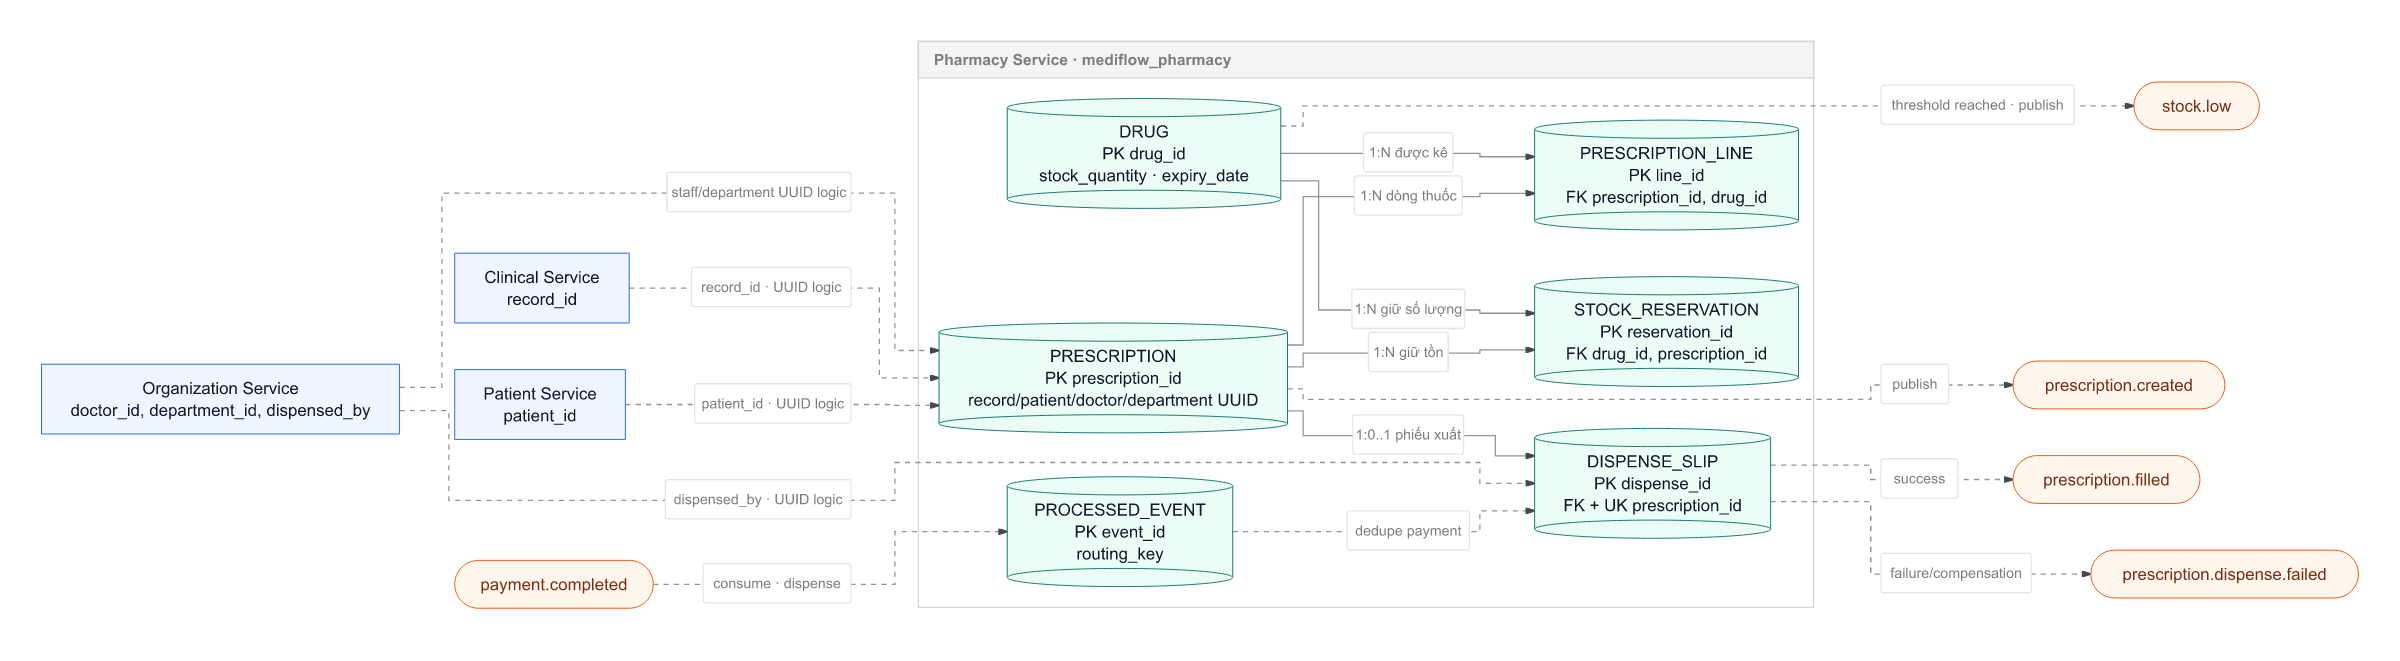 Pharmacy Service · mediflow_pharmacy
DRUG
PK drug_id
stock_quantity · expiry_date
threshold reached · publish
stock.low
1:N được kê
1:N dòng thuốc
PRESCRIPTION_LINE
PK line_id
FK prescription_id, drug_id
staff/department UUID logic
Clinical Service
record_id
record_id · UUID logic
1:N giữ số lượng
1:N giữ tồn
STOCK_RESERVATION
PK reservation_id
FK drug_id, prescription_id
Organization Service
doctor_id, department_id, dispensed_by
Patient Service
patient_id
patient_id · UUID logic
PRESCRIPTION
PK prescription_id
record/patient/doctor/department UUID
publish
prescription.created
1:0..1 phiếu xuất
DISPENSE_SLIP
PK dispense_id
FK + UK prescription_id
success
prescription.filled
dispensed_by · UUID logic
PROCESSED_EVENT
PK event_id
routing_key
dedupe payment
payment.completed
consume · dispense
failure/compensation
prescription.dispense.failed